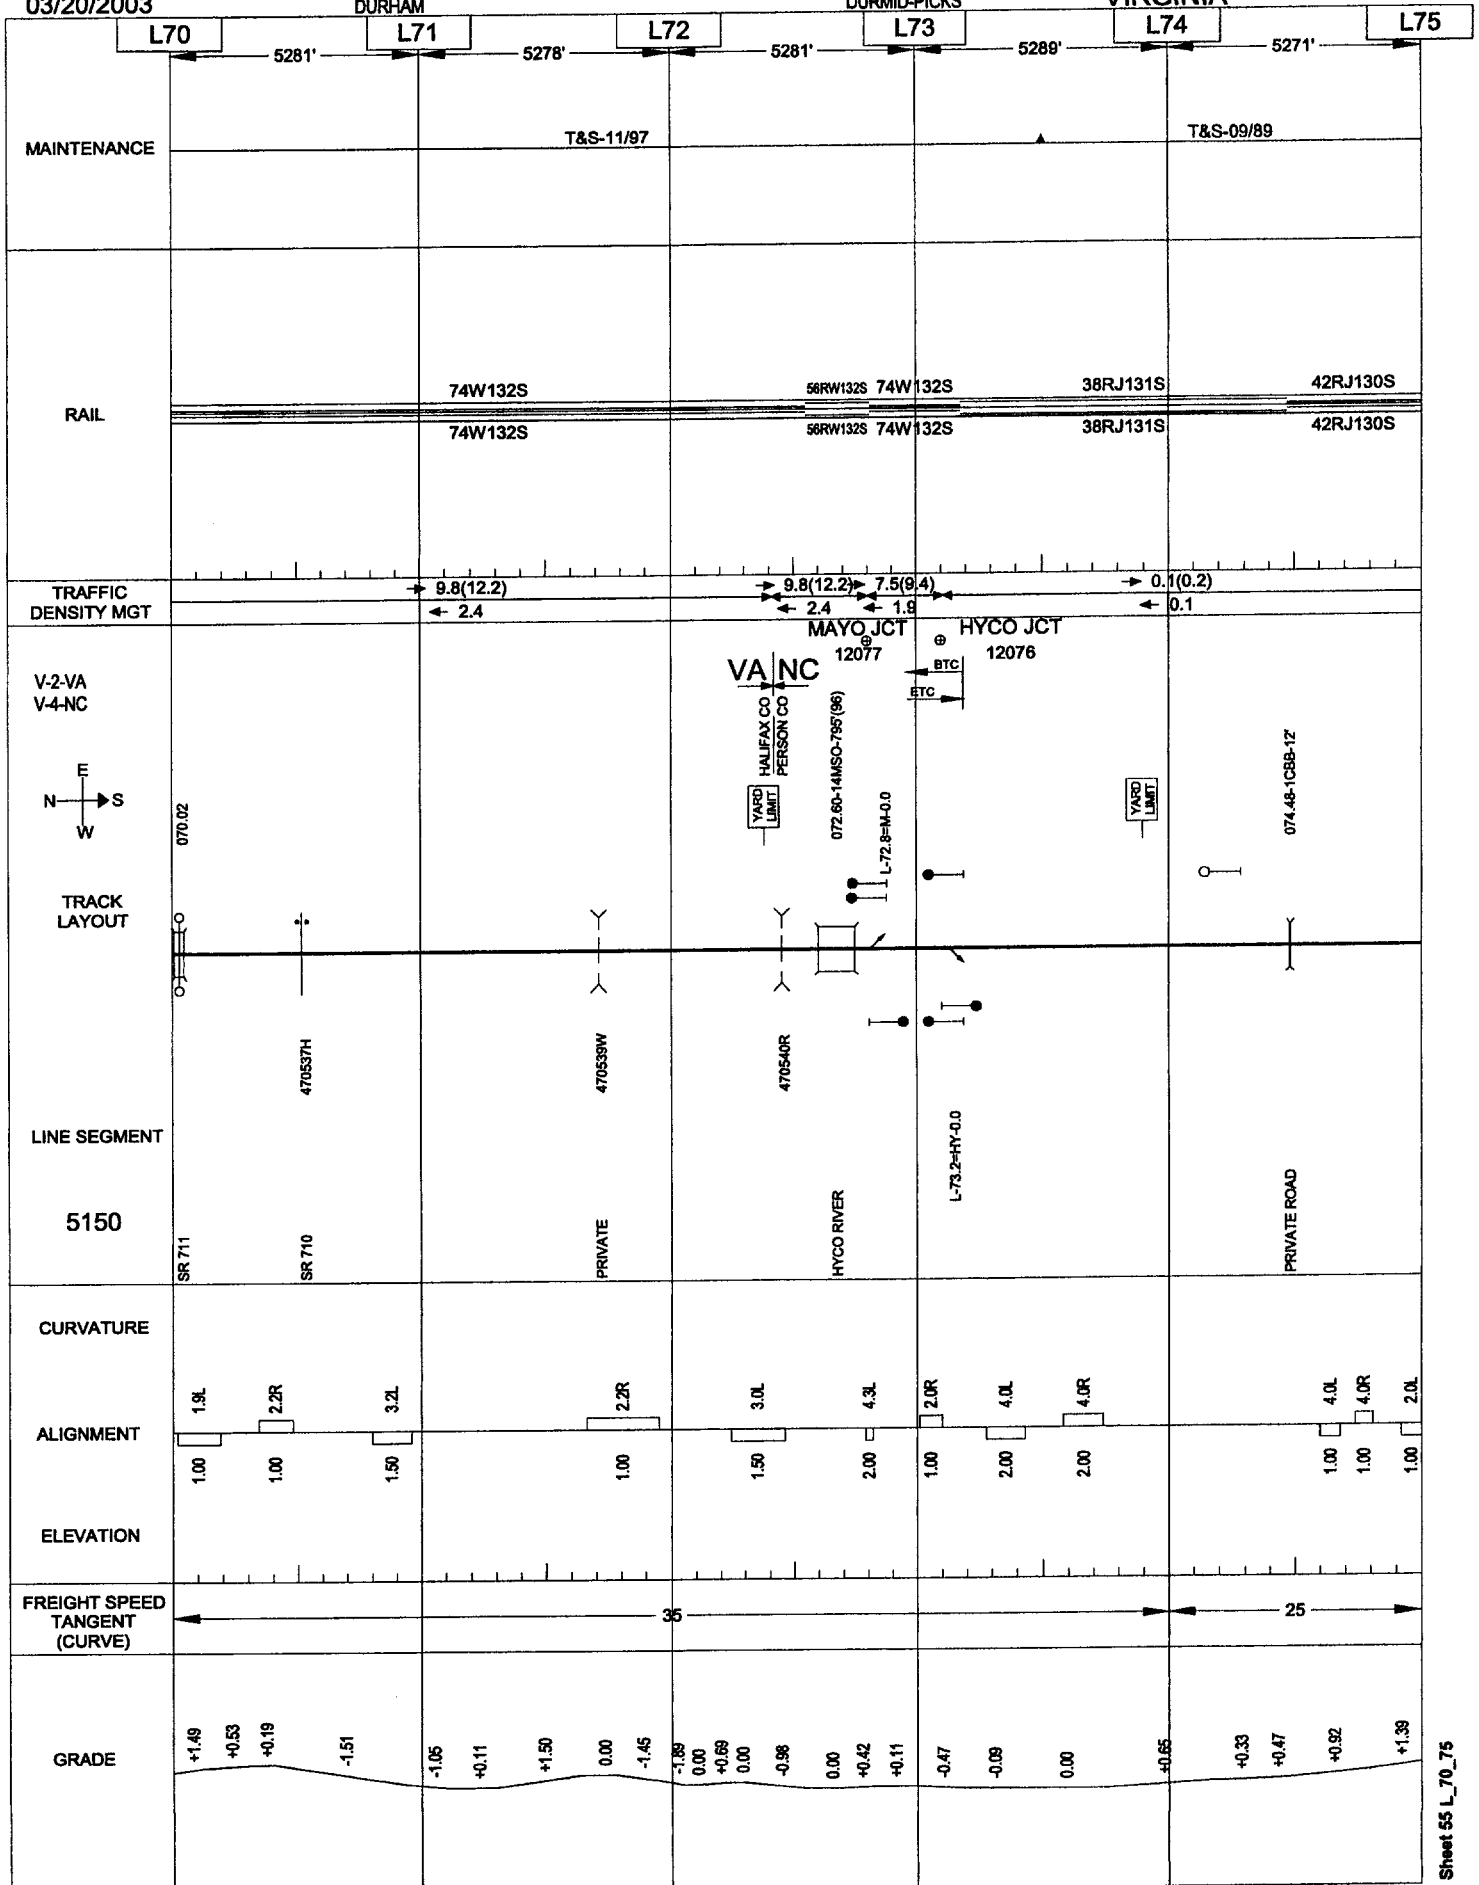 03/20/2003 DURHAM DURMID-PICKS VIRGINIA
L70 L71 L72 L73 L74 L75
5281' 5278' 5281' 5289' 5271'
MAINTENANCE T&S-11/97 T&S-09/89
74W132S 56RW132S 74W132S 38RJ131S 42RJ130S
RAIL
74W132S 56RW132S 74W132S 38RJ131S 42RJ130S
TRAFFIC
DENSITY MGT
9.8(12.2) 9.8(12.2) 7.5(9.4) 0.1(0.2)
2.4 2.4 1.9 0.1
MAYO JCT HYCO JCT
12077 12076
VA NC
BTC
ETC
V-2-VA
V-4-NC
HALIFAX CO
PERSON CO
YARD
LIMIT
YARD
LIMIT
E
N S
W
070.02
072.60-14MSO-795'(96)
L-72.8=M-0.0
074.48-1CBB-12'
TRACK
LAYOUT
470537H
470539W
470540R
LINE SEGMENT
5150
L-73.2=HY-0.0
SR 711
SR 710
PRIVATE
HYCO RIVER
PRIVATE ROAD
CURVATURE
1.9L 2.2R 3.2L 2.2R 3.0L 4.3L 2.0R 4.0L 4.0R 4.0L 4.0R 2.0L
ALIGNMENT
1.00 1.00 1.50 1.00 1.50 2.00 1.00 2.00 2.00 1.00 1.00 1.00
ELEVATION
FREIGHT SPEED
TANGENT
(CURVE)
35 25
GRADE
+1.49 +0.53 +0.19 -1.51 -1.05 +0.11 +1.50 0.00 -1.45 -1.89 0.00 +0.69 0.00 -0.98 0.00 +0.42 +0.11 -0.47 -0.09 0.00 +0.65 +0.33 +0.47 +0.92 +1.39
Sheet 55 L_70_75